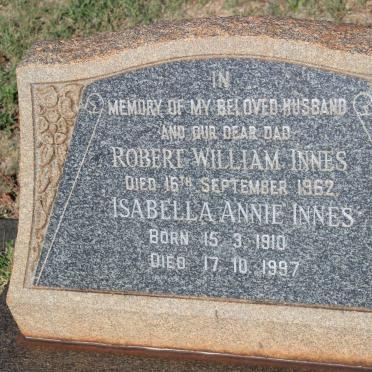 IN
MEMORY OF MY BELOVED HUSBAND
AND OUR DEAR DAD
ROBERT WILLIAM INNES
DIED 16TH SEPTEMBER 1962
ISABELLA ANNIE INNES
BORN 15. 3. 1910
DIED 17. 10. 1997